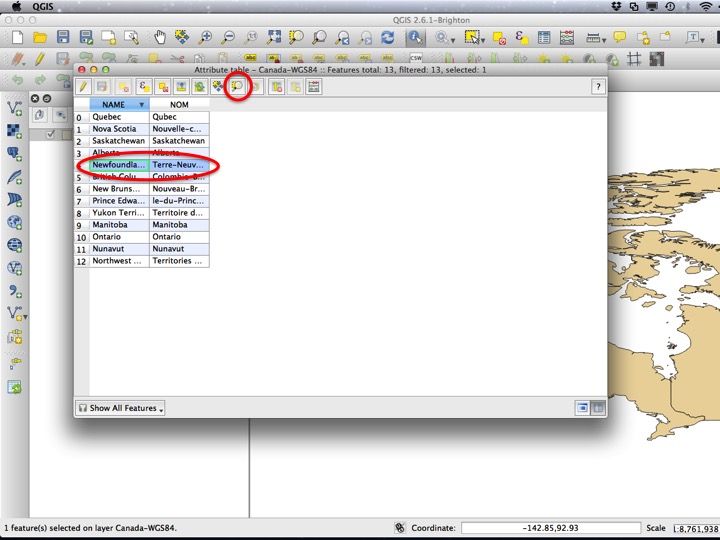 QGIS
QGIS 2.6.1-Brighton
CSW
Attribute table – Canada-WGS84 :: Features total: 13, filtered: 13, selected: 1
?
NAME NOM
0 Quebec Qubec
1 Nova Scotia Nouvelle-c...
2 Saskatchewan Saskatchewan
3 Alberta Alberta
Newfoundla... Terre-Neuv...
5 British Colu... Colombie-B...
6 New Bruns... Nouveau-Br...
7 Prince Edwa... le-du-Princ...
8 Yukon Terri... Territoire d...
9 Manitoba Manitoba
10 Ontario Ontario
11 Nunavut Nunavut
12 Northwest ... Territories ...
Show All Features
1 feature(s) selected on layer Canada-WGS84.
Coordinate: -142.85,92.93 Scale 1:8,761,938